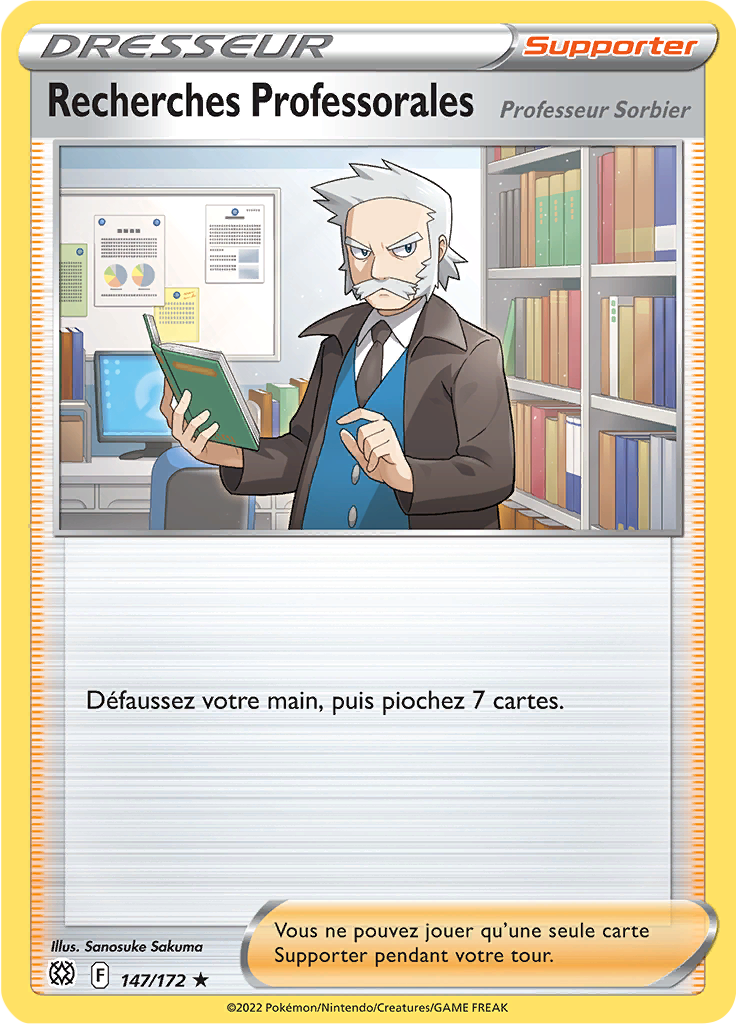 DRESSEUR
Supporter
Recherches Professorales
Professeur Sorbier
Défaussez votre main, puis piochez 7 cartes.
Vous ne pouvez jouer qu'une seule carte
Supporter pendant votre tour.
Illus. Sanosuke Sakuma
F
147/172 ★
©2022 Pokémon/Nintendo/Creatures/GAME FREAK